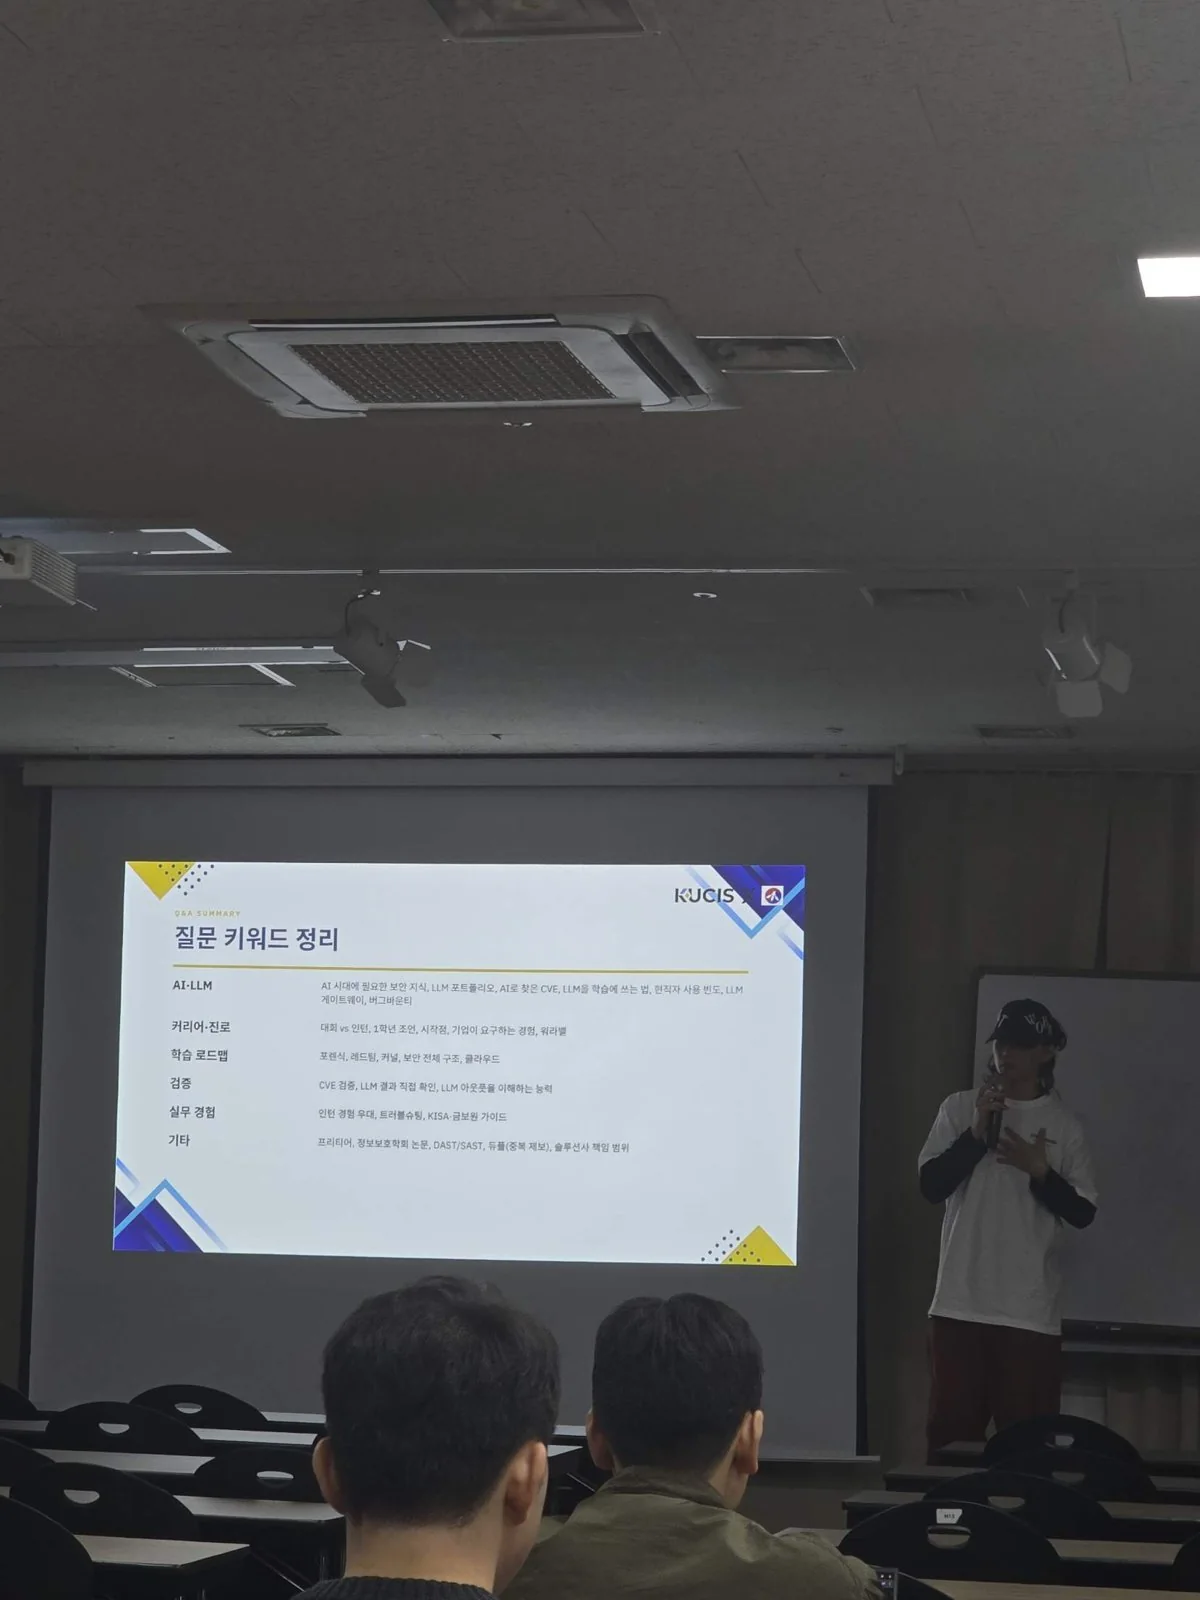 KUCIS
Q&A SUMMARY
질문 키워드 정리
AI·LLM
AI 시대에 필요한 보안 지식, LLM 포트폴리오, AI로 찾은 CVE, LLM을 학습에 쓰는 법, 현직자 사용 빈도, LLM
게이트웨이, 버그바운티
커리어·진로
대회 vs 인턴, 1학년 조언, 시작점, 기업이 요구하는 경험, 워라밸
학습 로드맵
포렌식, 레드팀, 커널, 보안 전체 구조, 클라우드
검증
CVE 검증, LLM 결과 직접 확인, LLM 아웃풋을 이해하는 능력
실무 경험
인턴 경험 우대, 트러블슈팅, KISA·금보원 가이드
기타
프리티어, 정보보호학회 논문, DAST/SAST, 듀플(중복 제보), 솔루션사 책임 범위